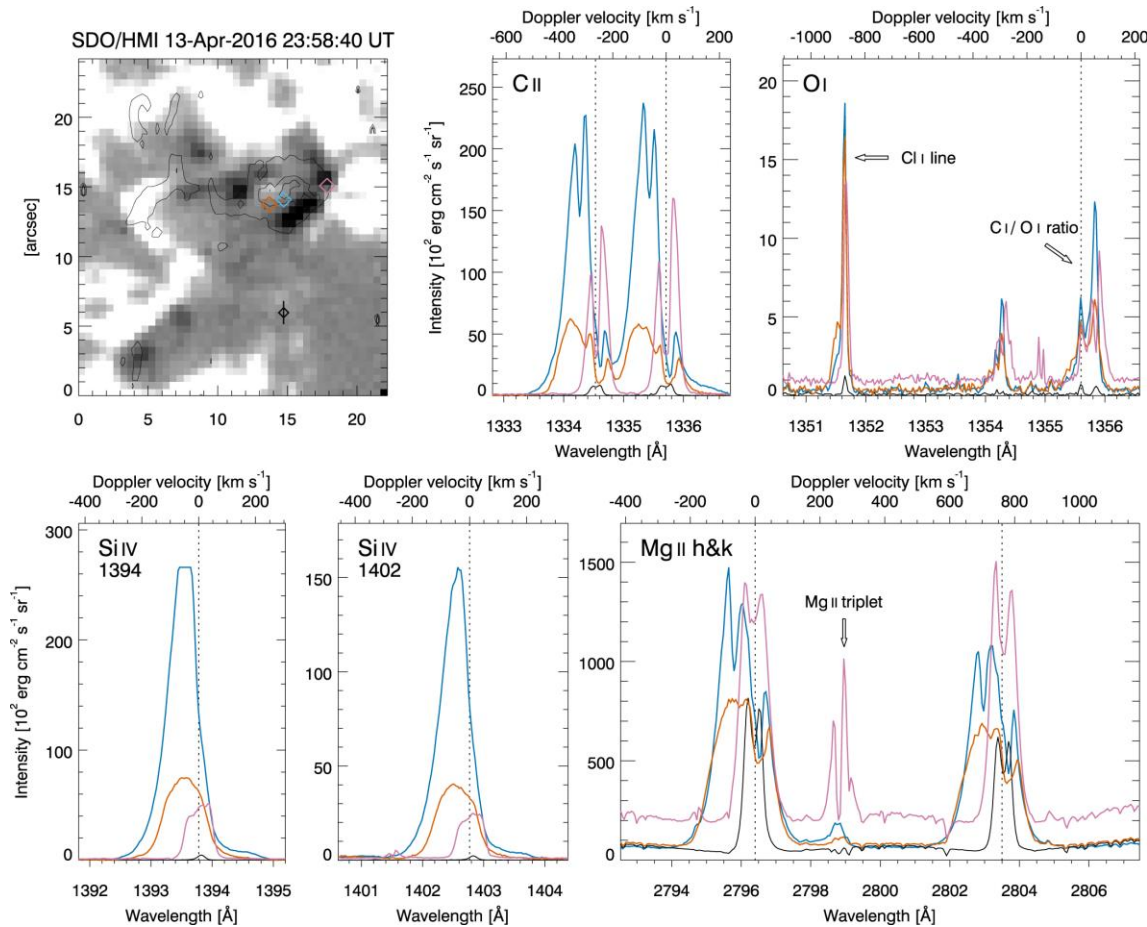 SDO/HMI 13-Apr-2016 23:58:40 UT
[arcsec]
20
15
10
5
0
0 5 10 15 20
Doppler velocity [km s⁻¹]
-600 -400 -200 0 200
C II
Intensity [10² erg cm⁻² s⁻¹ sr⁻¹]
250
200
150
100
50
0
1333 1334 1335 1336
Wavelength [Å]
Doppler velocity [km s⁻¹]
-900 -600 -300 0 200
O I
Cl I line
C I / O I ratio
20
15
10
5
0
1351 1352 1353 1354 1355 1356
Wavelength [Å]
Doppler velocity [km s⁻¹]
-400 -200 0 200
Si IV
1394
Intensity [10² erg cm⁻² s⁻¹ sr⁻¹]
300
200
100
0
1392 1393 1394 1395
Wavelength [Å]
Doppler velocity [km s⁻¹]
-400 -200 0 200
Si IV
1402
150
100
50
0
1401 1402 1403 1404
Wavelength [Å]
Doppler velocity [km s⁻¹]
-400 -200 0 200 400 600 800 1000
Mg II h&k
Mg II triplet
1500
1000
500
0
2794 2796 2798 2800 2802 2804 2806
Wavelength [Å]